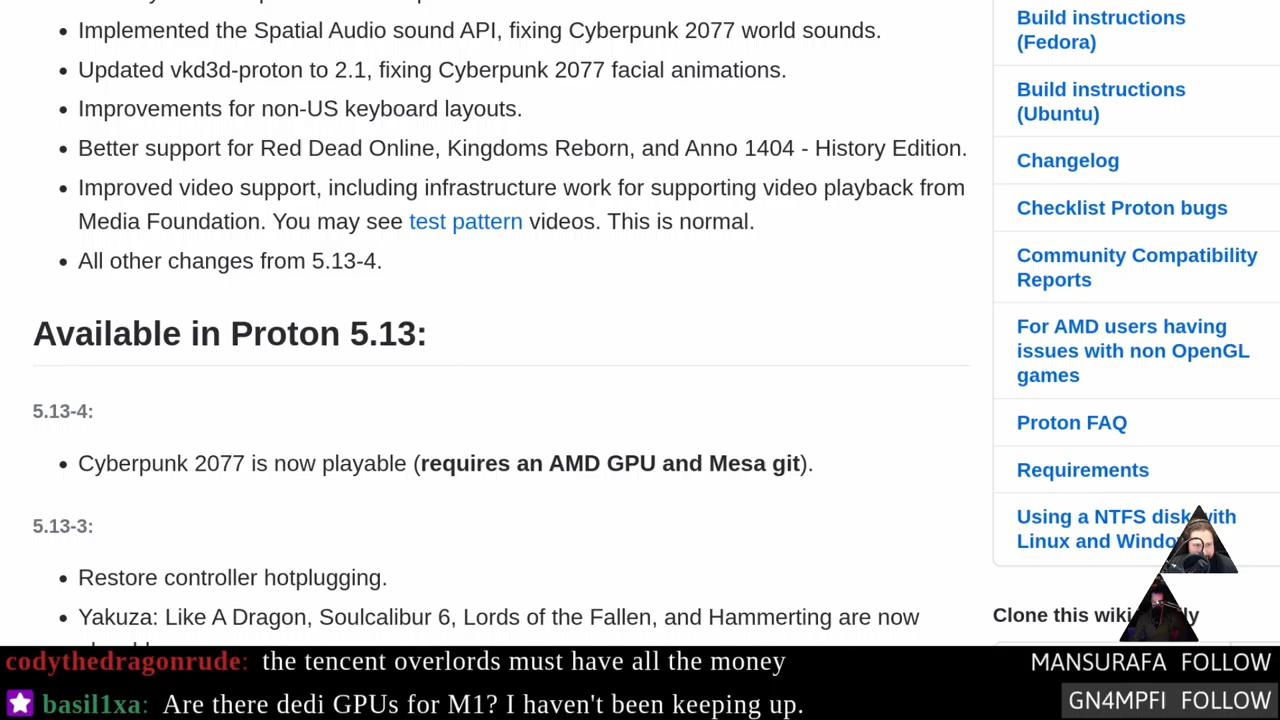 Implemented the Spatial Audio sound API, fixing Cyberpunk 2077 world sounds.
Updated vkd3d-proton to 2.1, fixing Cyberpunk 2077 facial animations.
Improvements for non-US keyboard layouts.
Better support for Red Dead Online, Kingdoms Reborn, and Anno 1404 - History Edition.
Improved video support, including infrastructure work for supporting video playback from
Media Foundation. You may see test pattern videos. This is normal.
All other changes from 5.13-4.
Available in Proton 5.13:
5.13-4:
Cyberpunk 2077 is now playable (requires an AMD GPU and Mesa git).
5.13-3:
Restore controller hotplugging.
Yakuza: Like A Dragon, Soulcalibur 6, Lords of the Fallen, and Hammerting are now
Build instructions
(Fedora)
Build instructions
(Ubuntu)
Changelog
Checklist Proton bugs
Community Compatibility
Reports
For AMD users having
issues with non OpenGL
games
Proton FAQ
Requirements
Using a NTFS disk with
Linux and
Clone this
codythedragonrude: the tencent overlords must have all the money
basil1xa: Are there dedi GPUs for M1? I haven't been keeping up.
MANSURAFA FOLLOW
GN4MPFI FOLLOW